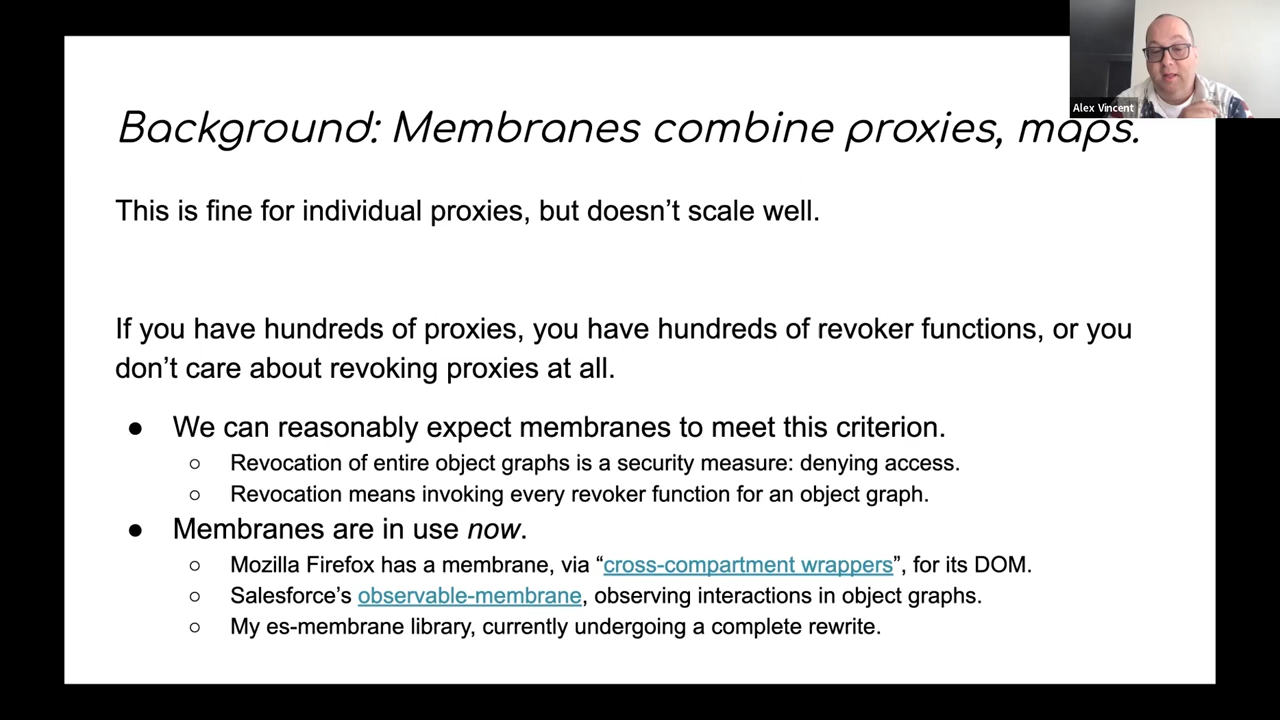 Alex Vincent
Background: Membranes combine proxies, maps.
This is fine for individual proxies, but doesn’t scale well.
If you have hundreds of proxies, you have hundreds of revoker functions, or you
don’t care about revoking proxies at all.
● We can reasonably expect membranes to meet this criterion.
○ Revocation of entire object graphs is a security measure: denying access.
○ Revocation means invoking every revoker function for an object graph.
● Membranes are in use now.
○ Mozilla Firefox has a membrane, via “cross-compartment wrappers”, for its DOM.
○ Salesforce’s observable-membrane, observing interactions in object graphs.
○ My es-membrane library, currently undergoing a complete rewrite.